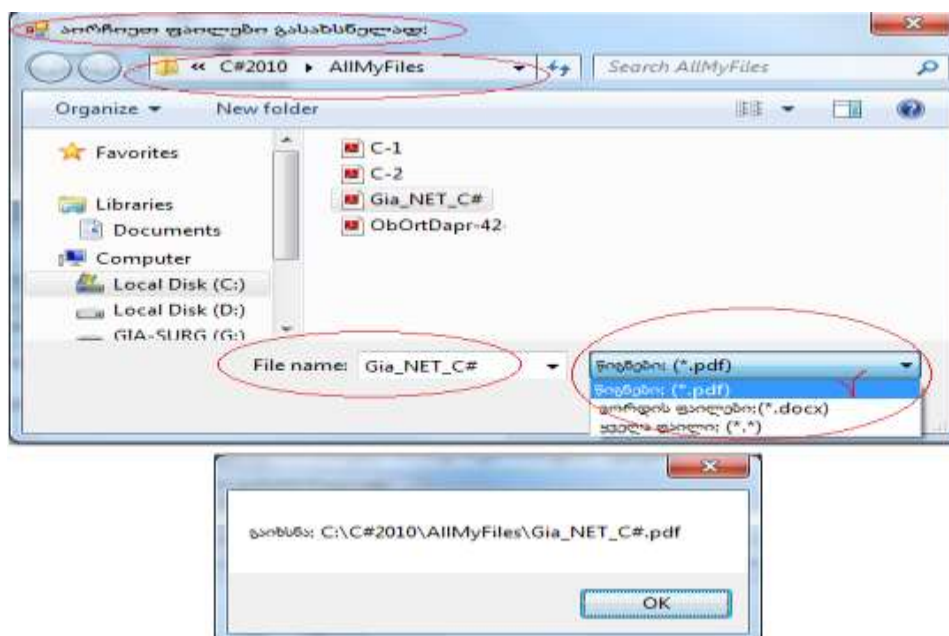 აირჩიეთ ფაილები გასახსნელად:
« C#2010 ▸ AllMyFiles
Search AllMyFiles
Organize
New folder
Favorites
Libraries
Documents
Computer
Local Disk (C:)
Local Disk (D:)
GIA-SURG (G:)
C-1
C-2
Gia_NET_C#
ObOrtDapr-42-
File name: Gia_NET_C#
წიგნები: (*.pdf)
წიგნები: (*.pdf)
ვორდის ფაილები:(*.docx)
ყველა ფაილი: (*.*)
გაიხსნა: C:\C#2010\AllMyFiles\Gia_NET_C#.pdf
OK